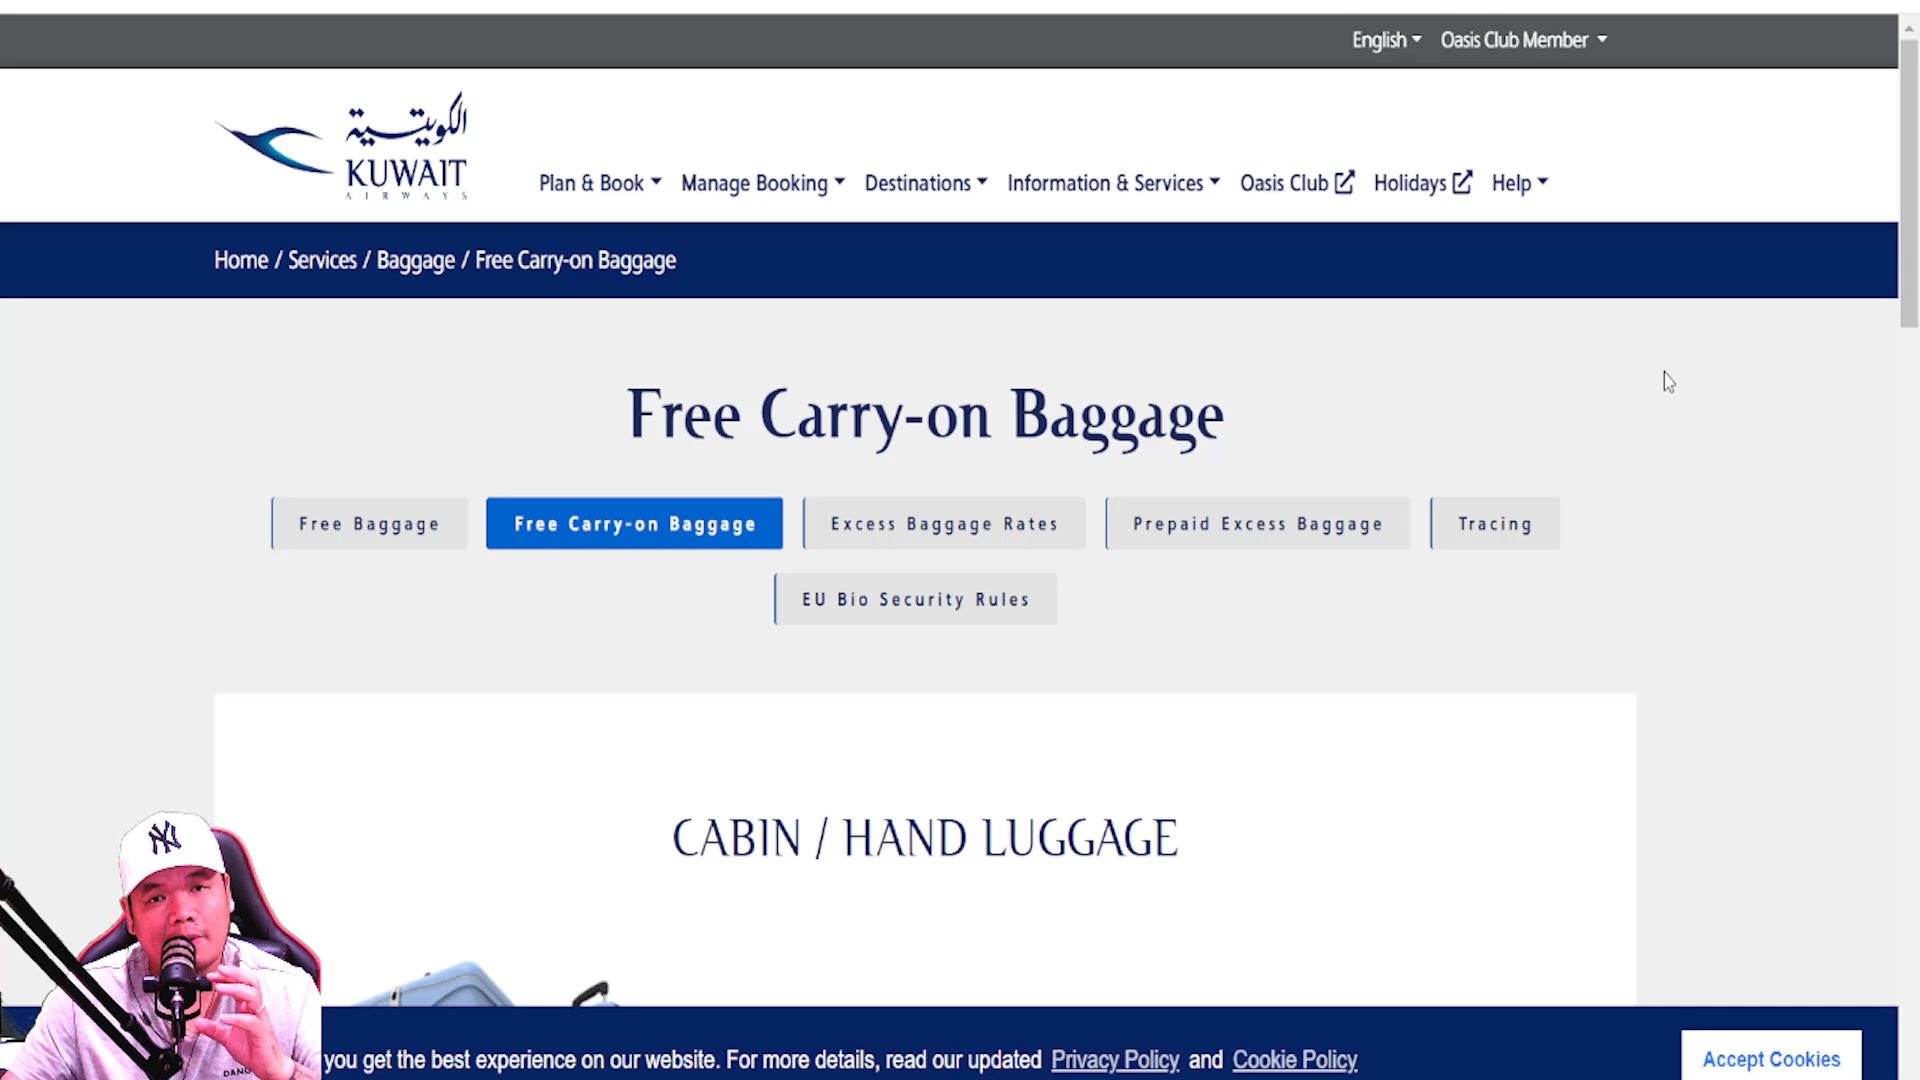 English
Oasis Club Member
الكويتية
KUWAIT
AIRWAYS
Plan & Book
Manage Booking
Destinations
Information & Services
Oasis Club
Holidays
Help
Home / Services / Baggage / Free Carry-on Baggage
Free Carry-on Baggage
Free Baggage
Free Carry-on Baggage
Excess Baggage Rates
Prepaid Excess Baggage
Tracing
EU Bio Security Rules
CABIN / HAND LUGGAGE
NY
you get the best experience on our website. For more details, read our updated Privacy Policy and Cookie Policy
Accept Cookies